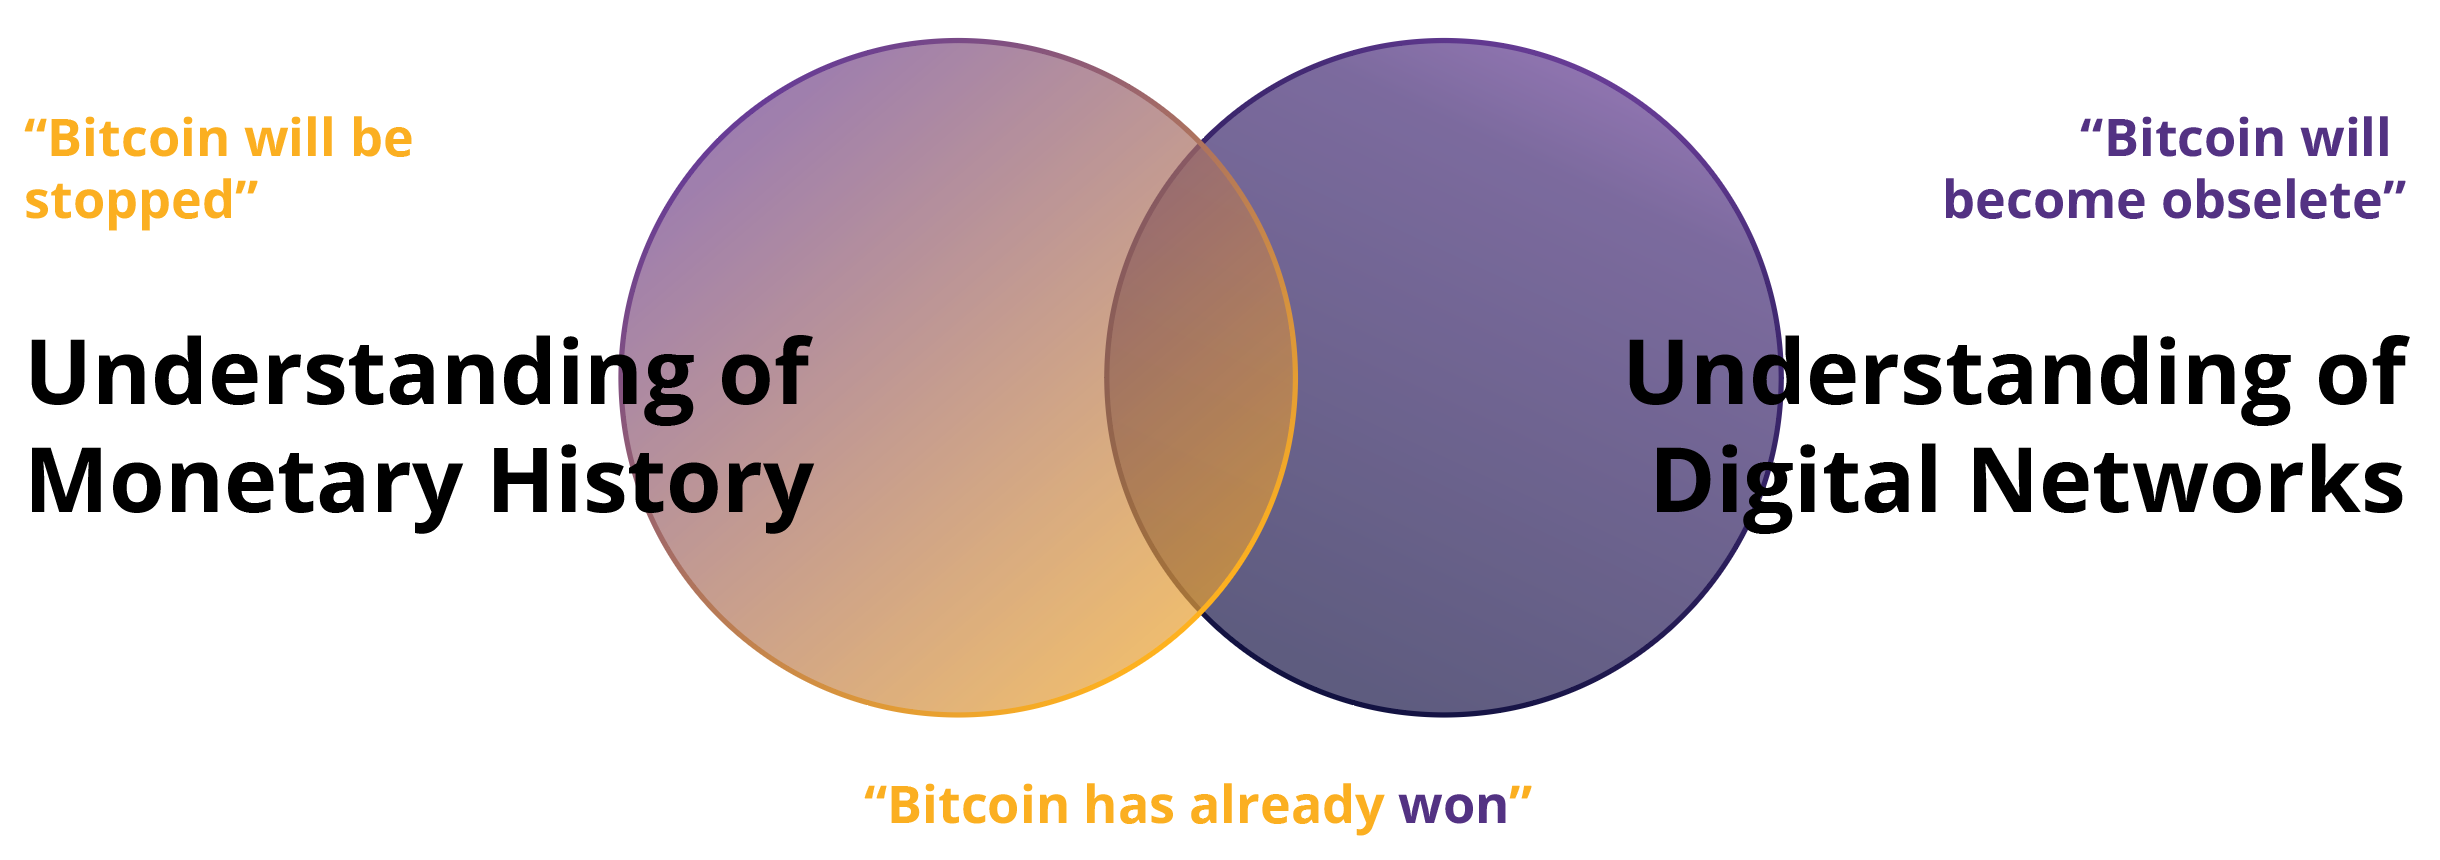 “Bitcoin will be
stopped”
“Bitcoin will
become obselete”
Understanding of
Monetary History
Understanding of
Digital Networks
“Bitcoin has already won”